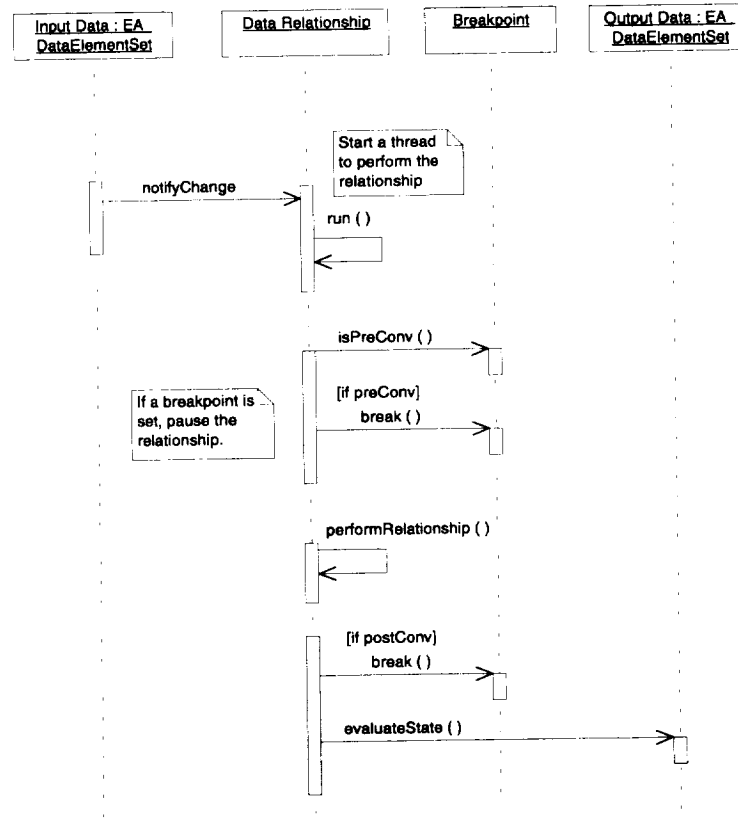 Input Data : EA
DataElementSet
Data Relationship
Breakpoint
Output Data : EA
DataElementSet
Start a thread
to perform the
relationship
notifyChange
run ( )
isPreConv ( )
If a breakpoint is
set, pause the
relationship.
[if preConv]
break ( )
performRelationship ( )
[if postConv]
break ( )
evaluateState ( )